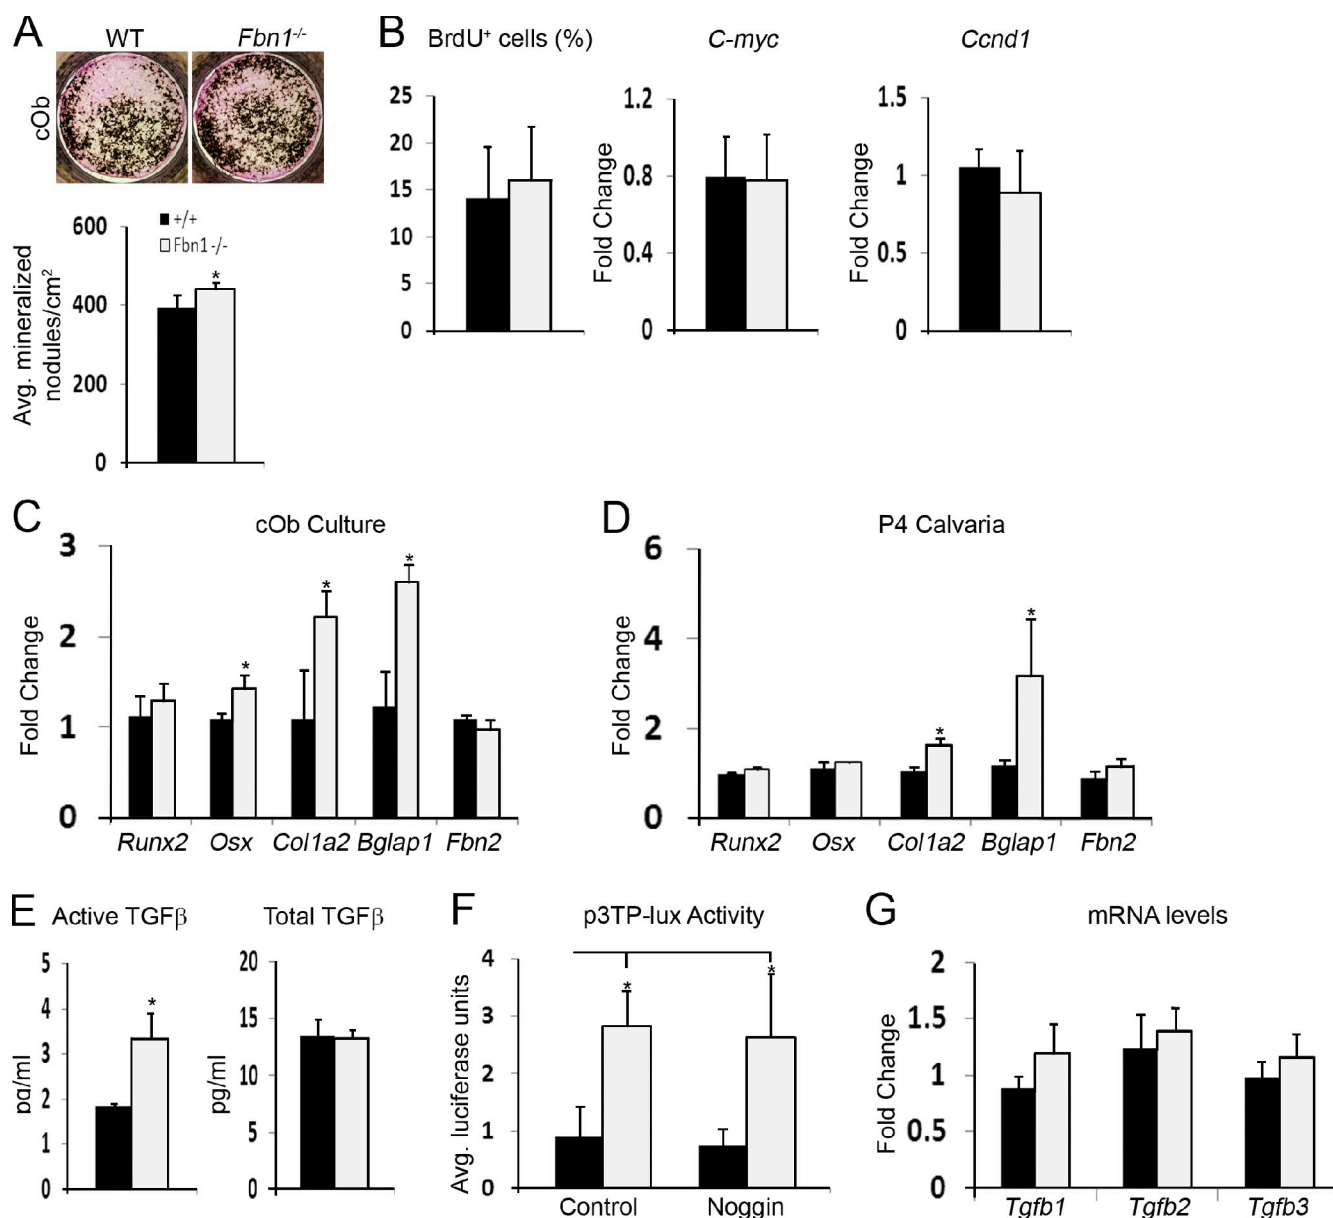 A
WT Fbn1-/-
cOb
+/+
Fbn1-/-
600
400
200
0
*
Avg. mineralized
nodules/cm²
B
BrdU⁺ cells (%)
25
20
15
10
5
0
C-myc
Fold Change
1.2
0.8
0.4
0
Ccnd1
Fold Change
1.5
1
0.5
0
C
cOb Culture
Fold Change
3
2
1
0
* * *
Runx2 Osx Col1a2 Bglap1 Fbn2
D
P4 Calvaria
Fold Change
6
4
2
0
* *
Runx2 Osx Col1a2 Bglap1 Fbn2
E
Active TGFβ
pg/ml
5
4
3
2
1
0
*
Total TGFβ
pg/ml
20
15
10
5
0
F
p3TP-lux Activity
Avg. luciferase units
4
3
2
1
0
* *
Control Noggin
G
mRNA levels
Fold Change
2
1.5
1
0.5
0
Tgfb1 Tgfb2 Tgfb3